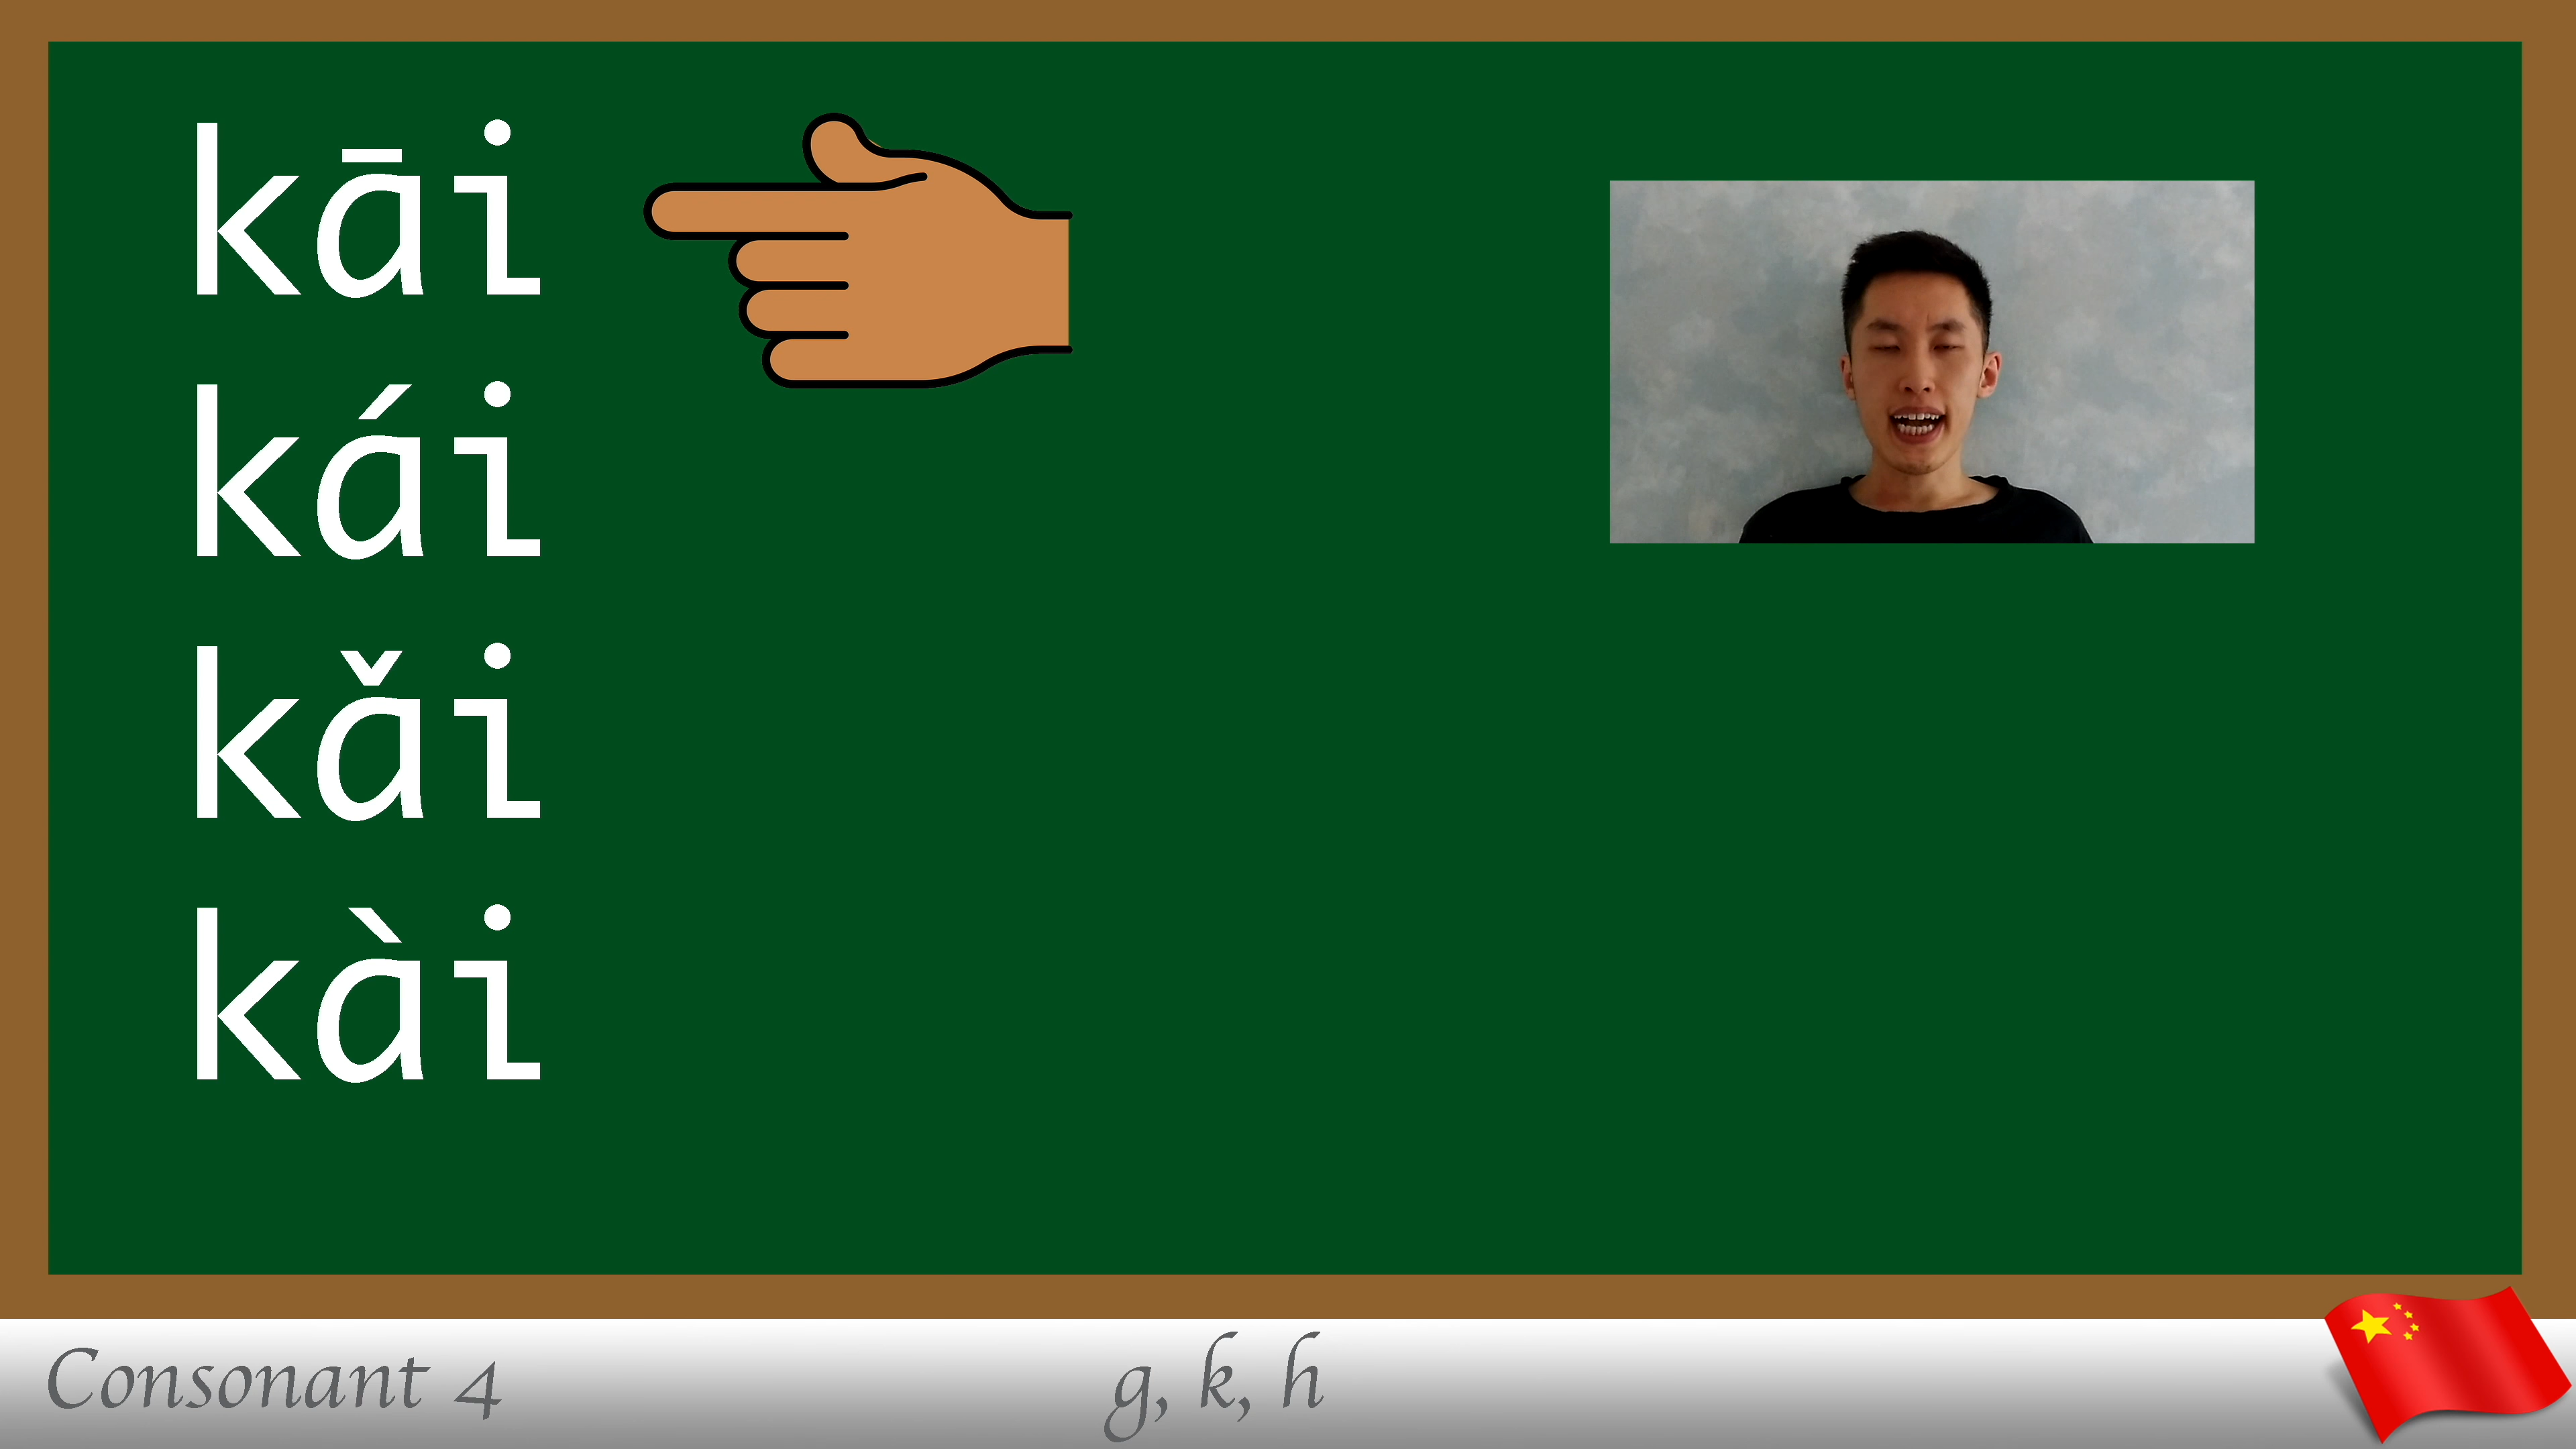 kāi
kái
kǎi
kài
Consonant 4
g, k, h